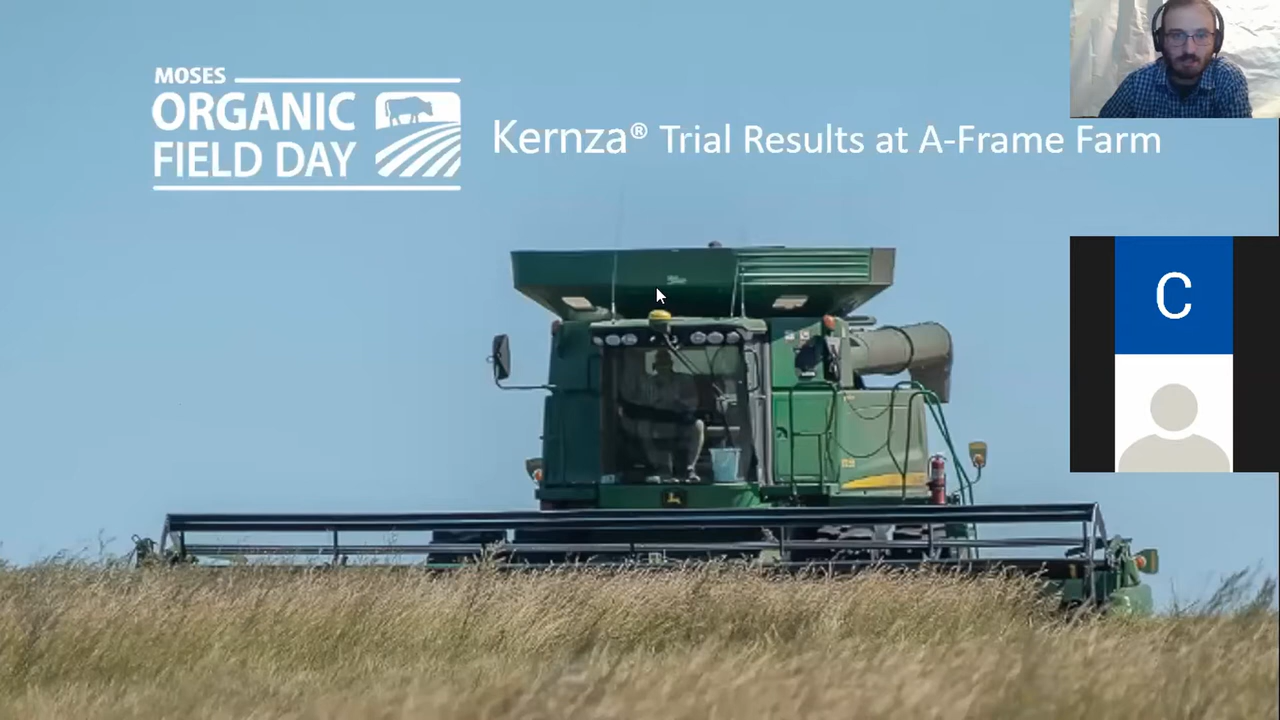 MOSES
ORGANIC
FIELD DAY
Kernza® Trial Results at A-Frame Farm
C